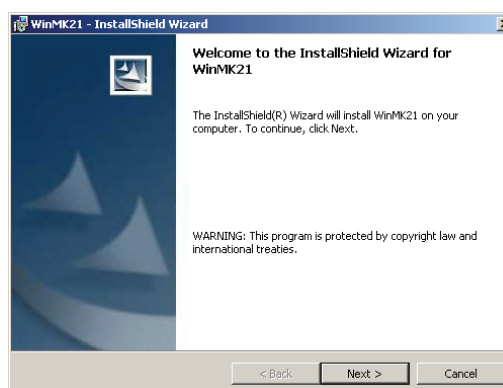 WinMK21 - InstallShield Wizard
Welcome to the InstallShield Wizard for
WinMK21
The InstallShield(R) Wizard will install WinMK21 on your
computer. To continue, click Next.
WARNING: This program is protected by copyright law and
international treaties.
< Back Next > Cancel